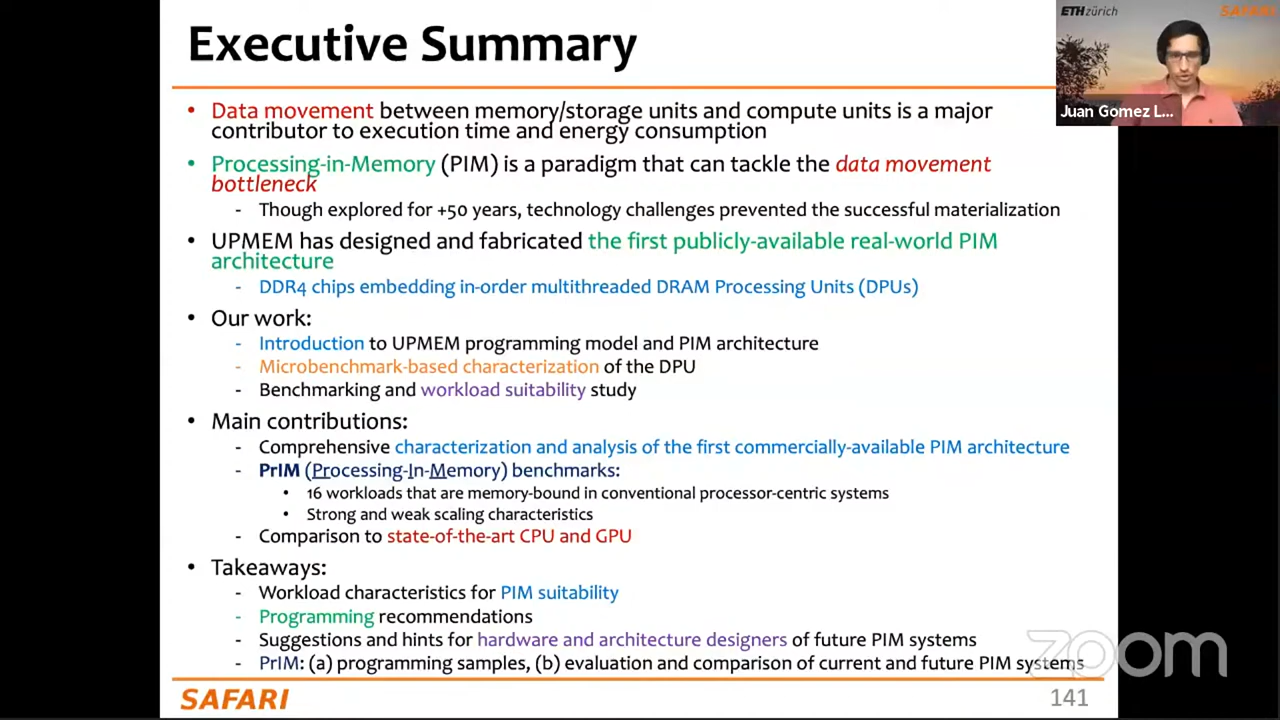 Executive Summary
ETHzürich
SAFARI
Juan Gomez L...
• Data movement between memory/storage units and compute units is a major
contributor to execution time and energy consumption
• Processing-in-Memory (PIM) is a paradigm that can tackle the data movement
bottleneck
- Though explored for +50 years, technology challenges prevented the successful materialization
• UPMEM has designed and fabricated the first publicly-available real-world PIM
architecture
- DDR4 chips embedding in-order multithreaded DRAM Processing Units (DPUs)
• Our work:
- Introduction to UPMEM programming model and PIM architecture
- Microbenchmark-based characterization of the DPU
- Benchmarking and workload suitability study
• Main contributions:
- Comprehensive characterization and analysis of the first commercially-available PIM architecture
- PrIM (Processing-In-Memory) benchmarks:
• 16 workloads that are memory-bound in conventional processor-centric systems
• Strong and weak scaling characteristics
- Comparison to state-of-the-art CPU and GPU
• Takeaways:
- Workload characteristics for PIM suitability
- Programming recommendations
- Suggestions and hints for hardware and architecture designers of future PIM systems
- PrIM: (a) programming samples, (b) evaluation and comparison of current and future PIM systems
zoom
SAFARI
141